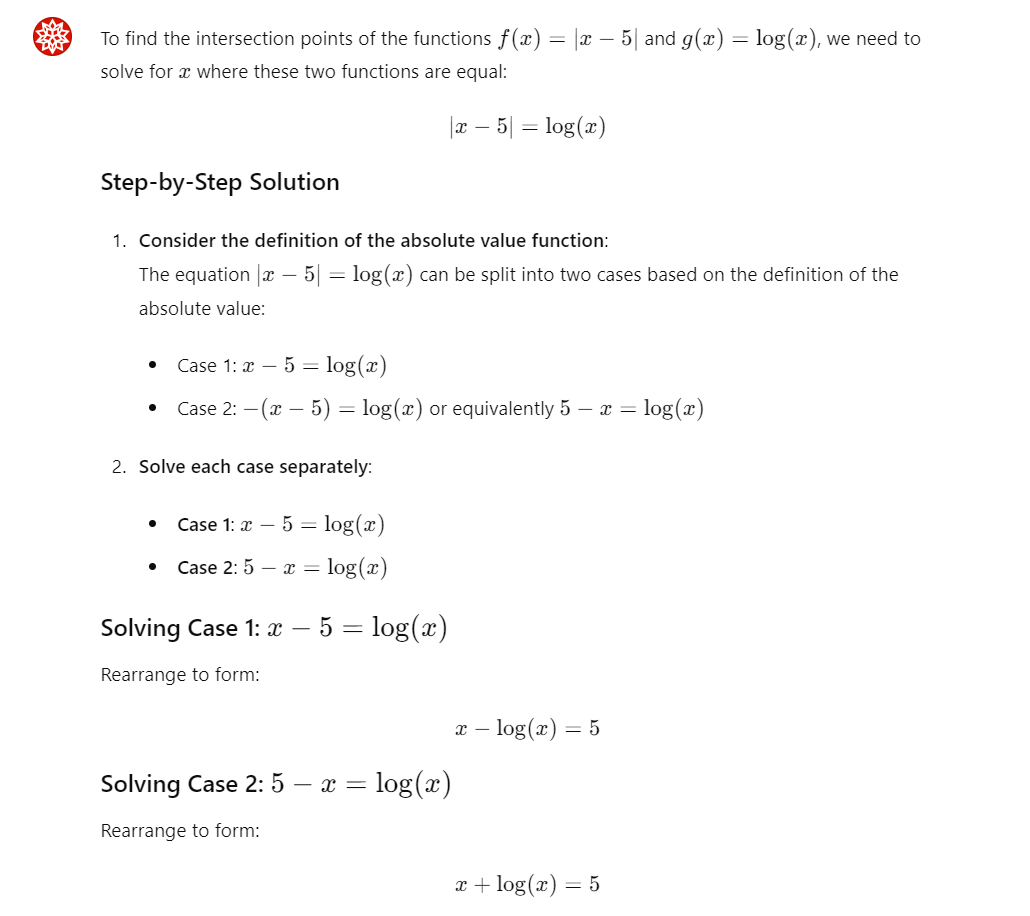 To find the intersection points of the functions f(x) = |x − 5| and g(x) = log(x), we need to
solve for x where these two functions are equal:
|x − 5| = log(x)
Step-by-Step Solution
1. Consider the definition of the absolute value function:
The equation |x − 5| = log(x) can be split into two cases based on the definition of the
absolute value:
• Case 1: x − 5 = log(x)
• Case 2: −(x − 5) = log(x) or equivalently 5 − x = log(x)
2. Solve each case separately:
• Case 1: x − 5 = log(x)
• Case 2: 5 − x = log(x)
Solving Case 1: x − 5 = log(x)
Rearrange to form:
x − log(x) = 5
Solving Case 2: 5 − x = log(x)
Rearrange to form:
x + log(x) = 5